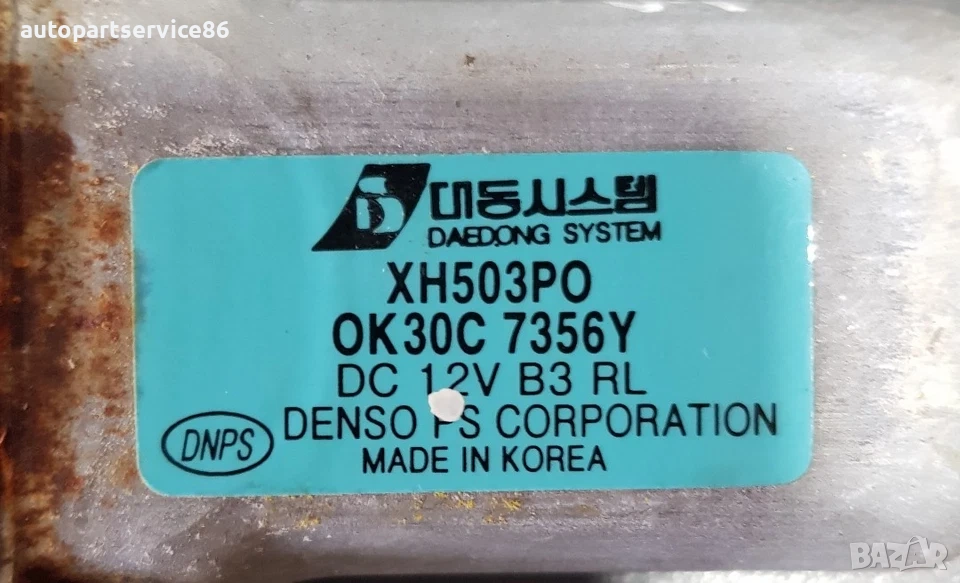 autopartservice86
대동시스템
DAEDONG SYSTEM
XH503PO
OK30C 7356Y
DC 12V B3 RL
DENSO PS CORPORATION
DNPS
MADE IN KOREA
BAZAR